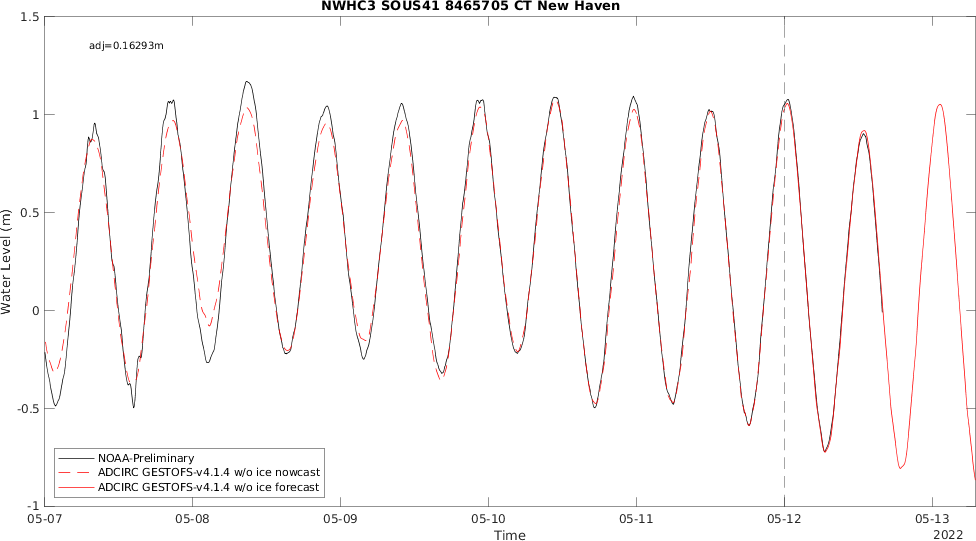 NWHC3 SOUS41 8465705 CT New Haven
1.5
adj=0.16293m
1
0.5
Water Level (m)
0
-0.5
NOAA-Preliminary
ADCIRC GESTOFS-v4.1.4 w/o ice nowcast
ADCIRC GESTOFS-v4.1.4 w/o ice forecast
-1
05-07 05-08 05-09 05-10 05-11 05-12 05-13
Time
2022